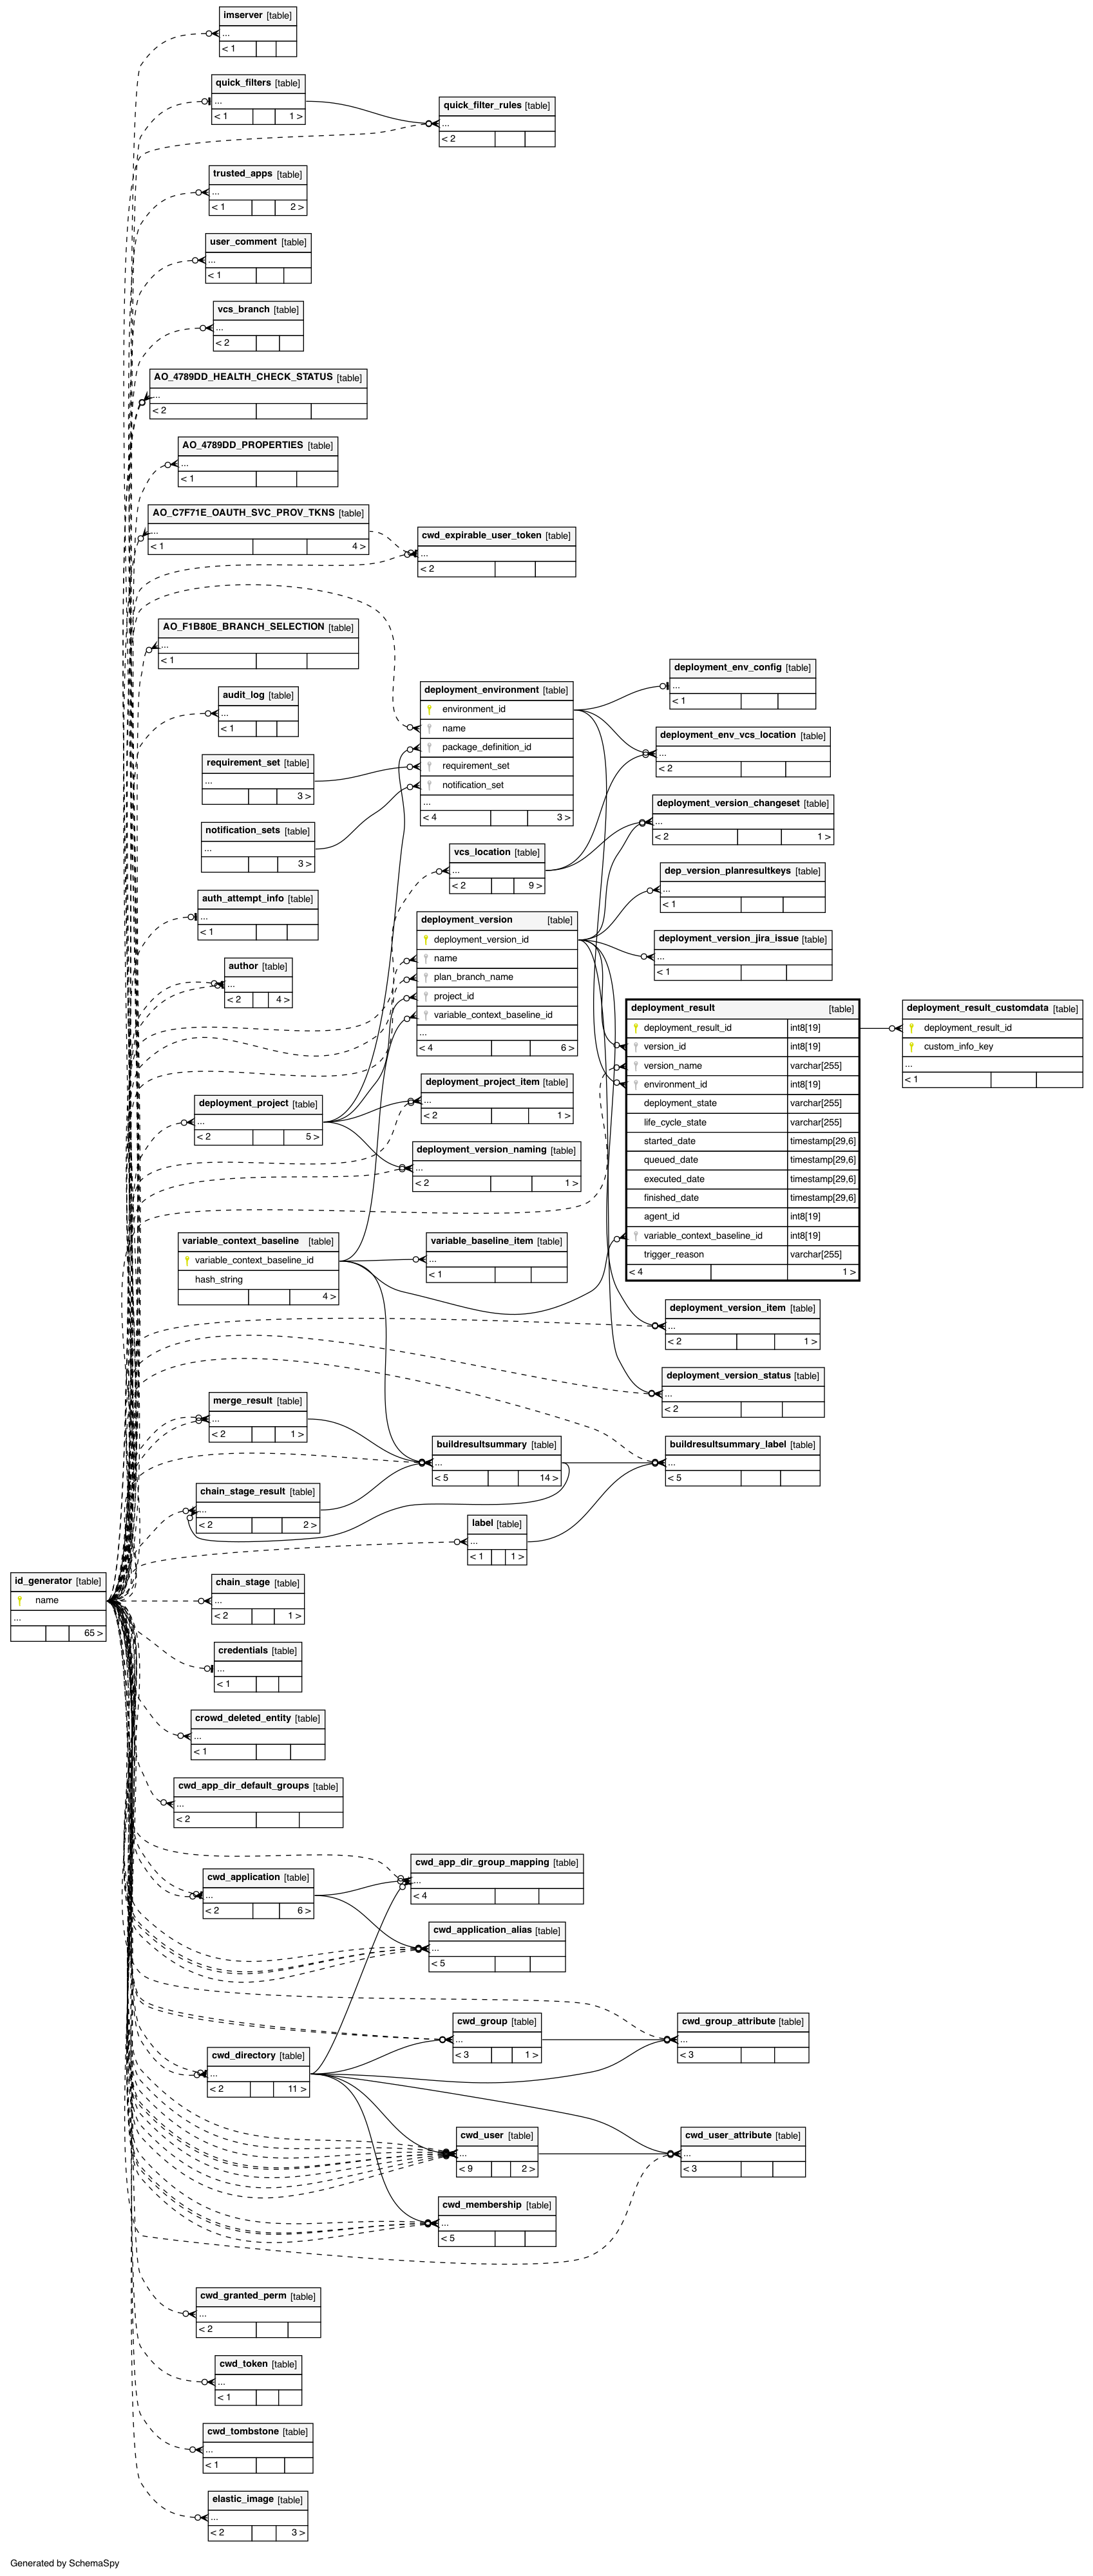 imserver [table]
...
< 1
quick_filters [table]
...
< 1 1 >
quick_filter_rules [table]
...
< 2
trusted_apps [table]
...
< 1 2 >
user_comment [table]
...
< 1
vcs_branch [table]
...
< 2
AO_4789DD_HEALTH_CHECK_STATUS [table]
...
< 2
AO_4789DD_PROPERTIES [table]
...
< 1
AO_C7F71E_OAUTH_SVC_PROV_TKNS [table]
...
< 1 4 >
cwd_expirable_user_token [table]
...
< 2
AO_F1B80E_BRANCH_SELECTION [table]
...
< 1
audit_log [table]
...
< 1
requirement_set [table]
...
3 >
notification_sets [table]
...
3 >
deployment_environment [table]
environment_id
name
package_definition_id
requirement_set
notification_set
...
< 4 3 >
deployment_env_config [table]
...
< 1
deployment_env_vcs_location [table]
...
< 2
deployment_version_changeset [table]
...
< 2 1 >
vcs_location [table]
...
< 2 9 >
dep_version_planresultkeys [table]
...
< 1
auth_attempt_info [table]
...
< 1
deployment_version [table]
deployment_version_id
name
plan_branch_name
project_id
variable_context_baseline_id
...
< 4 6 >
deployment_version_jira_issue [table]
...
< 1
author [table]
...
< 2 4 >
deployment_result [table]
deployment_result_id int8[19]
version_id int8[19]
version_name varchar[255]
environment_id int8[19]
deployment_state varchar[255]
life_cycle_state varchar[255]
started_date timestamp[29,6]
queued_date timestamp[29,6]
executed_date timestamp[29,6]
finished_date timestamp[29,6]
agent_id int8[19]
variable_context_baseline_id int8[19]
trigger_reason varchar[255]
< 4 1 >
deployment_result_customdata [table]
deployment_result_id
custom_info_key
...
< 1
deployment_project [table]
...
< 2 5 >
deployment_project_item [table]
...
< 2 1 >
deployment_version_naming [table]
...
< 2 1 >
variable_context_baseline [table]
variable_context_baseline_id
hash_string
4 >
variable_baseline_item [table]
...
< 1
deployment_version_item [table]
...
< 2 1 >
deployment_version_status [table]
...
< 2
merge_result [table]
...
< 2 1 >
buildresultsummary [table]
...
< 5 14 >
buildresultsummary_label [table]
...
< 5
chain_stage_result [table]
...
< 2 2 >
label [table]
...
< 1 1 >
id_generator [table]
name
...
65 >
chain_stage [table]
...
< 2 1 >
credentials [table]
...
< 1
crowd_deleted_entity [table]
...
< 1
cwd_app_dir_default_groups [table]
...
< 2
cwd_application [table]
...
< 2 6 >
cwd_app_dir_group_mapping [table]
...
< 4
cwd_application_alias [table]
...
< 5
cwd_group [table]
...
< 3 1 >
cwd_group_attribute [table]
...
< 3
cwd_directory [table]
...
< 2 11 >
cwd_user [table]
...
< 9 2 >
cwd_user_attribute [table]
...
< 3
cwd_membership [table]
...
< 5
cwd_granted_perm [table]
...
< 2
cwd_token [table]
...
< 1
cwd_tombstone [table]
...
< 1
elastic_image [table]
...
< 2 3 >
Generated by SchemaSpy